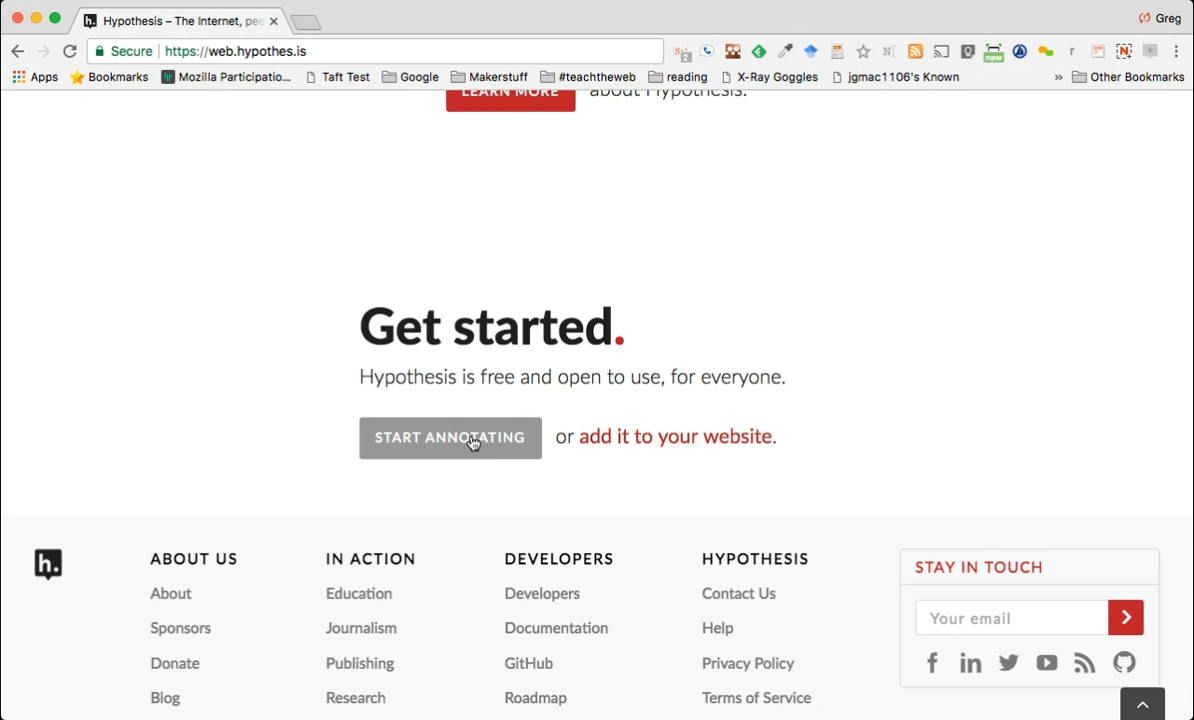 Hypothesis – The Internet, pee
Greg
Secure https://web.hypothes.is
2
new
Apps Bookmarks Mozilla Participatio... Taft Test Google Makerstuff #teachtheweb reading X-Ray Goggles jgmac1106's Known » Other Bookmarks
LEARN MORE about Hypothesis.
Get started.
Hypothesis is free and open to use, for everyone.
START ANNOTATING or add it to your website.
h.
ABOUT US
About
Sponsors
Donate
Blog
IN ACTION
Education
Journalism
Publishing
Research
DEVELOPERS
Developers
Documentation
GitHub
Roadmap
HYPOTHESIS
Contact Us
Help
Privacy Policy
Terms of Service
STAY IN TOUCH
Your email